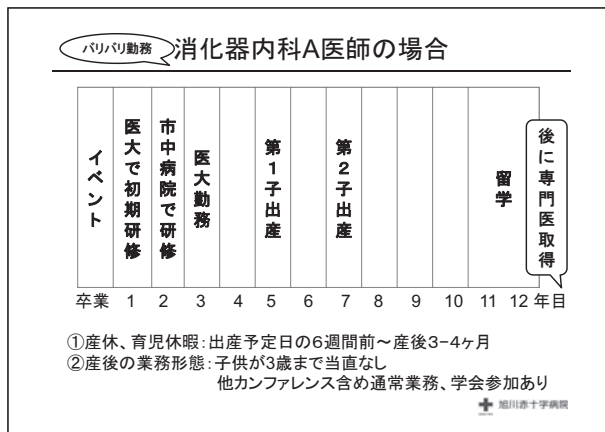 バリバリ勤務
消化器内科A医師の場合
イベント
医大で初期研修
市中病院で研修
医大勤務
第1子出産
第2子出産
留学
後に専門医取得
卒業 1 2 3 4 5 6 7 8 9 10 11 12 年目
①産休、育児休暇:出産予定日の6週間前~産後3-4ヶ月
②産後の業務形態:子供が3歳まで当直なし
他カンファレンス含め通常業務、学会参加あり
旭川赤十字病院